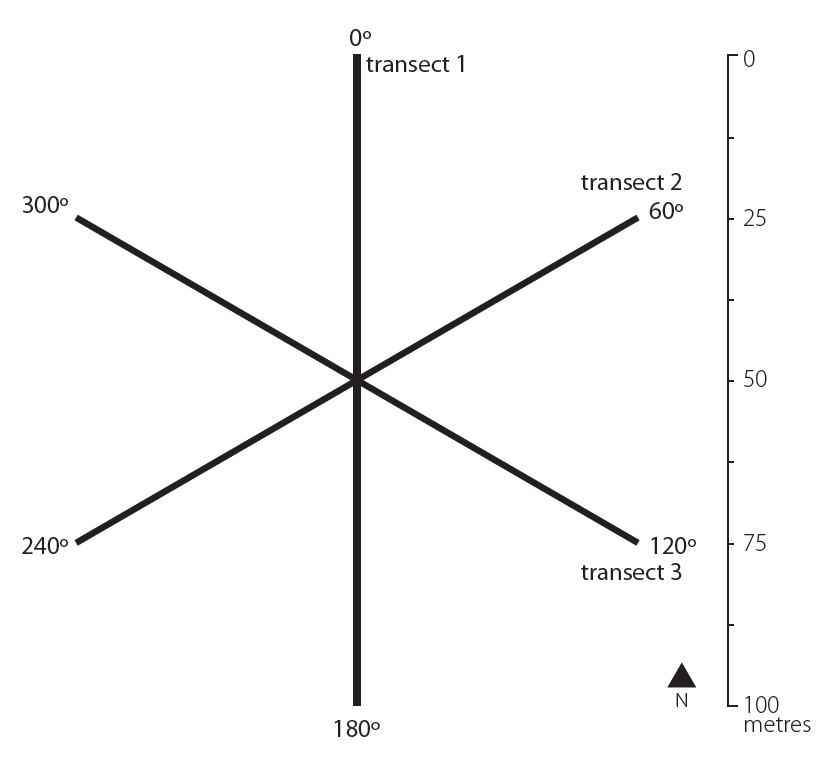 0º
transect 1
0
300º
transect 2
60º
25
50
240º
120º
75
transect 3
N
100
metres
180º